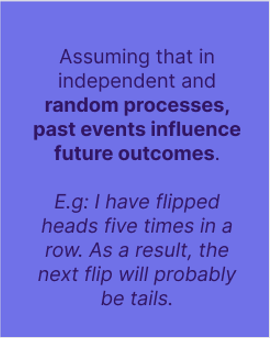 Assuming that in
independent and
random processes,
past events influence
future outcomes.
E.g: I have flipped
heads five times in a
row. As a result, the
next flip will probably
be tails.